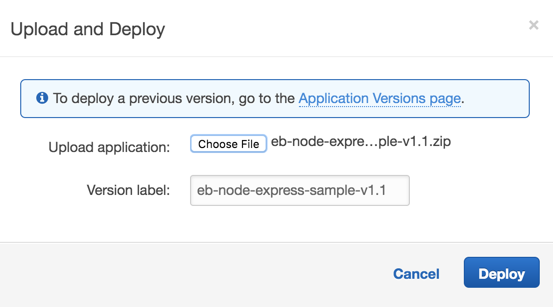 Upload and Deploy
×
To deploy a previous version, go to the Application Versions page.
Upload application: Choose File eb-node-expre...ple-v1.1.zip
Version label: eb-node-express-sample-v1.1
Cancel Deploy